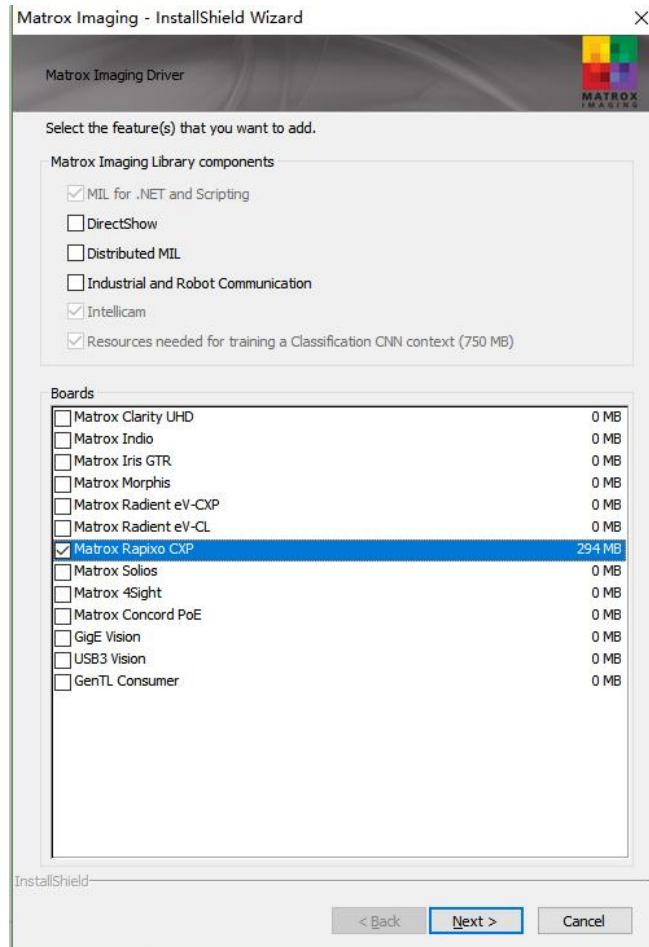 Matrox Imaging - InstallShield Wizard
Matrox Imaging Driver
MATROX
IMAGING
Select the feature(s) that you want to add.
Matrox Imaging Library components
MIL for .NET and Scripting
DirectShow
Distributed MIL
Industrial and Robot Communication
Intellicam
Resources needed for training a Classification CNN context (750 MB)
Boards
Matrox Clarity UHD 0 MB
Matrox Indio 0 MB
Matrox Iris GTR 0 MB
Matrox Morphis 0 MB
Matrox Radient eV-CXP 0 MB
Matrox Radient eV-CL 0 MB
Matrox Rapixo CXP 294 MB
Matrox Solios 0 MB
Matrox 4Sight 0 MB
Matrox Concord PoE 0 MB
GigE Vision 0 MB
USB3 Vision 0 MB
GenTL Consumer 0 MB
InstallShield
< Back Next > Cancel